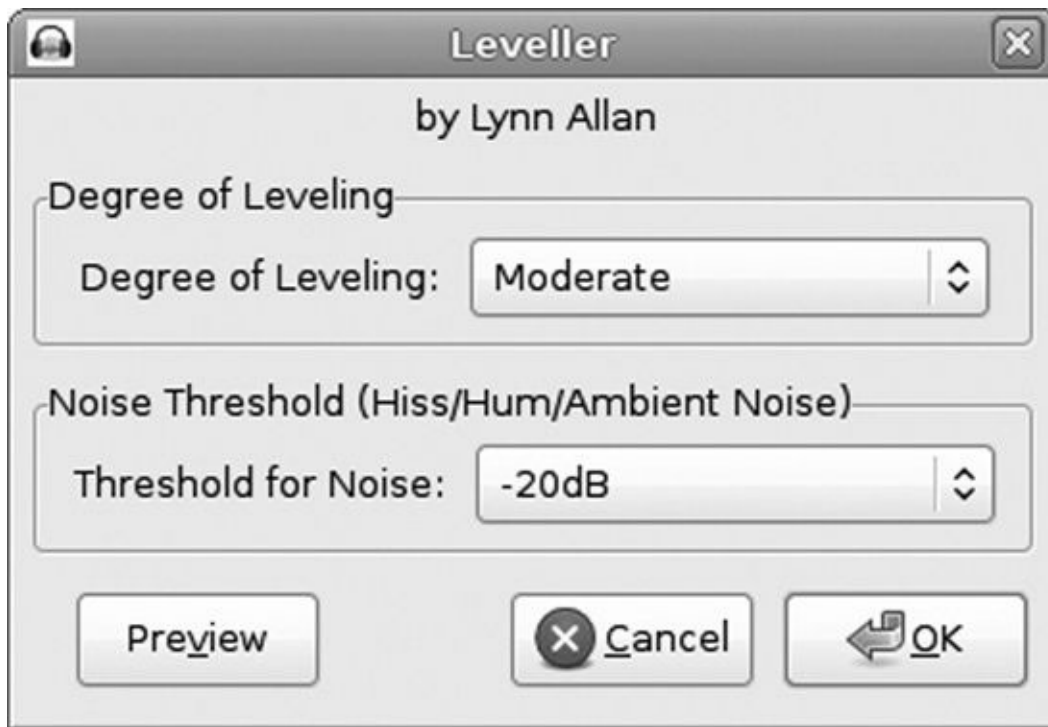 Leveller
by Lynn Allan
Degree of Leveling
Degree of Leveling: Moderate
Noise Threshold (Hiss/Hum/Ambient Noise)
Threshold for Noise: -20dB
Preview Cancel OK